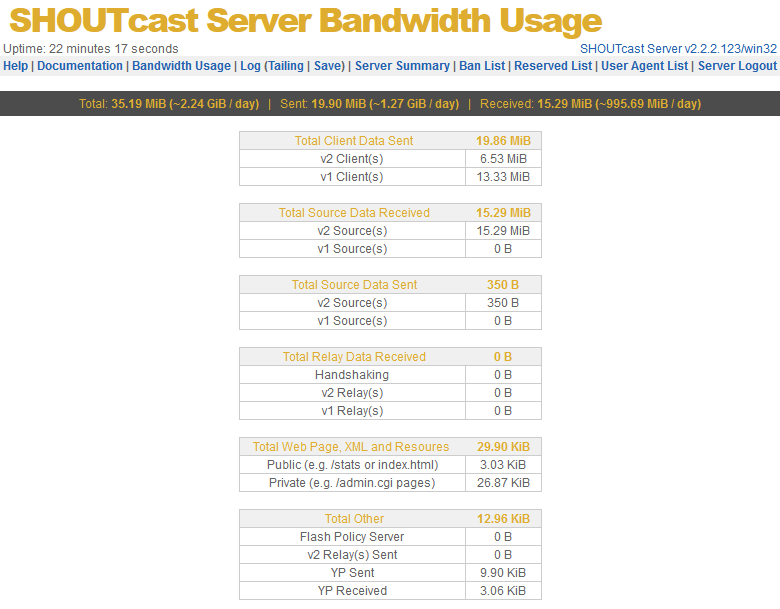 SHOUTcast Server Bandwidth Usage
Uptime: 22 minutes 17 seconds SHOUTcast Server v2.2.2.123/win32
Help | Documentation | Bandwidth Usage | Log (Tailing | Save) | Server Summary | Ban List | Reserved List | User Agent List | Server Logout
Total: 35.19 MiB (~2.24 GiB / day) | Sent: 19.90 MiB (~1.27 GiB / day) | Received: 15.29 MiB (~995.69 MiB / day)
Total Client Data Sent 19.86 MiB
v2 Client(s) 6.53 MiB
v1 Client(s) 13.33 MiB
Total Source Data Received 15.29 MiB
v2 Source(s) 15.29 MiB
v1 Source(s) 0 B
Total Source Data Sent 350 B
v2 Source(s) 350 B
v1 Source(s) 0 B
Total Relay Data Received 0 B
Handshaking 0 B
v2 Relay(s) 0 B
v1 Relay(s) 0 B
Total Web Page, XML and Resoures 29.90 KiB
Public (e.g. /stats or index.html) 3.03 KiB
Private (e.g. /admin.cgi pages) 26.87 KiB
Total Other 12.96 KiB
Flash Policy Server 0 B
v2 Relay(s) Sent 0 B
YP Sent 9.90 KiB
YP Received 3.06 KiB